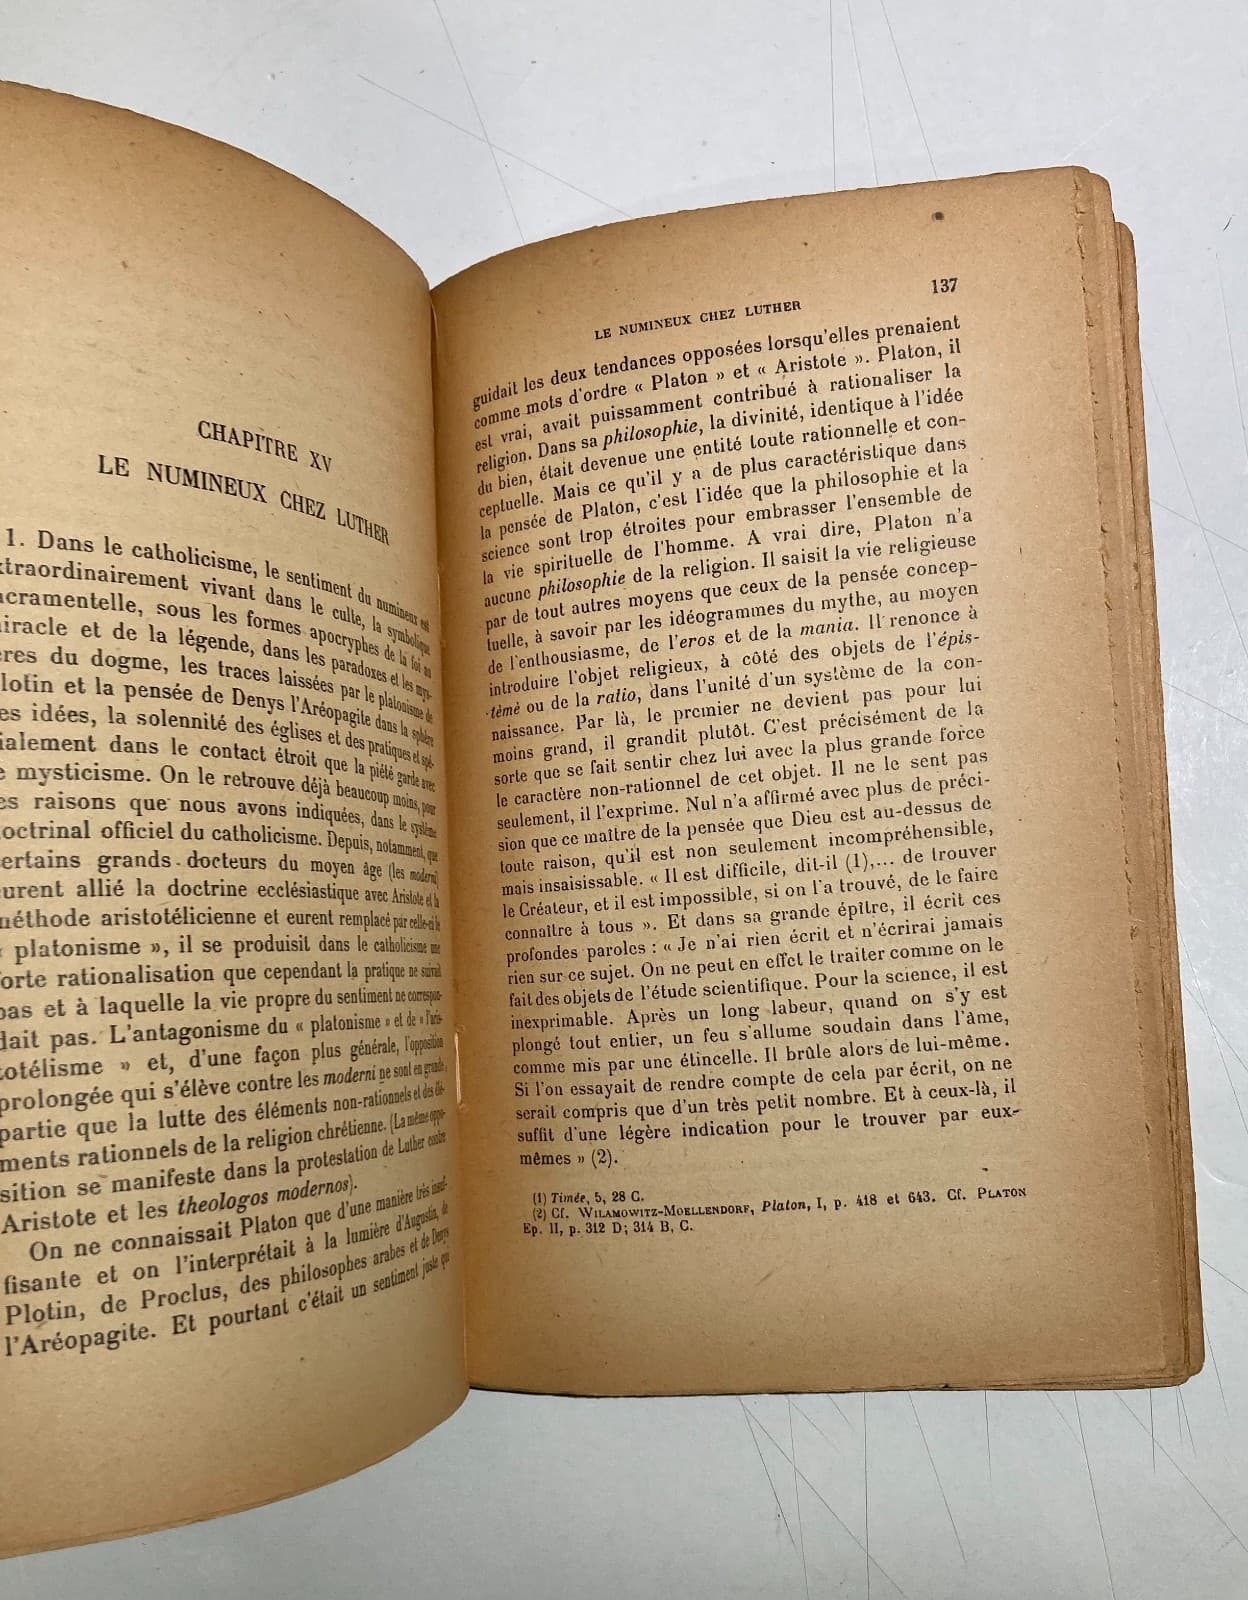 CHAPITRE XV
LE NUMINEUX CHEZ LUTHER
1. Dans le catholicisme, le sentiment du numineux est
xtraordinairement vivant dans le culte, la symbolique
acramentelle, sous les formes apocryphes de la foi au
iracle et de la légende, dans les paradoxes et les mys-
ères du dogme, les traces laissées par le platonisme de
lotin et la pensée de Denys l'Aréopagite dans la sphère
es idées, la solennité des églises et des pratiques et spé-
ialement dans le contact étroit que la piété garde avec
e mysticisme. On le retrouve déjà beaucoup moins, pour
es raisons que nous avons indiquées, dans le système
octrinal officiel du catholicisme. Depuis, notamment, que
ertains grands docteurs du moyen âge (les moderni)
urent allié la doctrine ecclésiastique avec Aristote et la
néthode aristotélicienne et eurent remplacé par celle-ci le
« platonisme », il se produisit dans le catholicisme une
orte rationalisation que cependant la pratique ne suivait
pas et à laquelle la vie propre du sentiment ne correspon-
dait pas. L'antagonisme du « platonisme » et de « l'aris-
totélisme » et, d'une façon plus générale, l'opposition
prolongée qui s'élève contre les moderni ne sont en grande
partie que la lutte des éléments non-rationnels et des élé-
ments rationnels de la religion chrétienne. (La même oppo-
sition se manifeste dans la protestation de Luther contre
Aristote et les theologos modernos).
On ne connaissait Platon que d'une manière très insuf-
fisante et on l'interprétait à la lumière d'Augustin, de
Plotin, de Proclus, des philosophes arabes et de Denys
l'Aréopagite. Et pourtant c'était un sentiment juste qui
LE NUMINEUX CHEZ LUTHER 137
guidait les deux tendances opposées lorsqu'elles prenaient
comme mots d'ordre « Platon » et « Aristote ». Platon, il
est vrai, avait puissamment contribué à rationaliser la
religion. Dans sa philosophie, la divinité, identique à l'idée
du bien, était devenue une entité toute rationnelle et con-
ceptuelle. Mais ce qu'il y a de plus caractéristique dans
la pensée de Platon, c'est l'idée que la philosophie et la
science sont trop étroites pour embrasser l'ensemble de
la vie spirituelle de l'homme. A vrai dire, Platon n'a
aucune philosophie de la religion. Il saisit la vie religieuse
par de tout autres moyens que ceux de la pensée concep-
tuelle, à savoir par les idéogrammes du mythe, au moyen
de l'enthousiasme, de l'eros et de la mania. Il renonce à
introduire l'objet religieux, à côté des objets de l'épis-
tèmè ou de la ratio, dans l'unité d'un système de la con-
naissance. Par là, le premier ne devient pas pour lui
moins grand, il grandit plutôt. C'est précisément de la
sorte que se fait sentir chez lui avec la plus grande force
le caractère non-rationnel de cet objet. Il ne le sent pas
seulement, il l'exprime. Nul n'a affirmé avec plus de préci-
sion que ce maître de la pensée que Dieu est au-dessus de
toute raison, qu'il est non seulement incompréhensible,
mais insaisissable. « Il est difficile, dit-il (1),... de trouver
le Créateur, et il est impossible, si on l'a trouvé, de le faire
connaître à tous ». Et dans sa grande épître, il écrit ces
profondes paroles : « Je n'ai rien écrit et n'écrirai jamais
rien sur ce sujet. On ne peut en effet le traiter comme on le
fait des objets de l'étude scientifique. Pour la science, il est
inexprimable. Après un long labeur, quand on s'y est
plongé tout entier, un feu s'allume soudain dans l'âme,
comme mis par une étincelle. Il brûle alors de lui-même.
Si l'on essayait de rendre compte de cela par écrit, on ne
serait compris que d'un très petit nombre. Et à ceux-là, il
suffit d'une légère indication pour le trouver par eux-
mêmes » (2).
(1) Timée, 5, 28 C.
(2) Cf. WILAMOWITZ-MOELLENDORF, Platon, I, p. 418 et 643. Cf. PLATON
Ep. II, p. 312 D; 314 B, C.